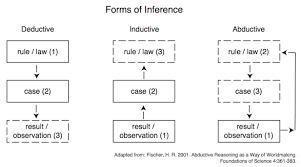 Forms of Inference
Deductive Inductive Abductive
rule / law (1) rule / law (3) rule / law (2)
case (2) case (2) case (3)
result / result / result /
observation (3) observation (1) observation (1)
Adapted from: Fischer, H. R. 2001. Abductive Reasoning as a Way of Worldmaking
Foundations of Science 4:361-383.